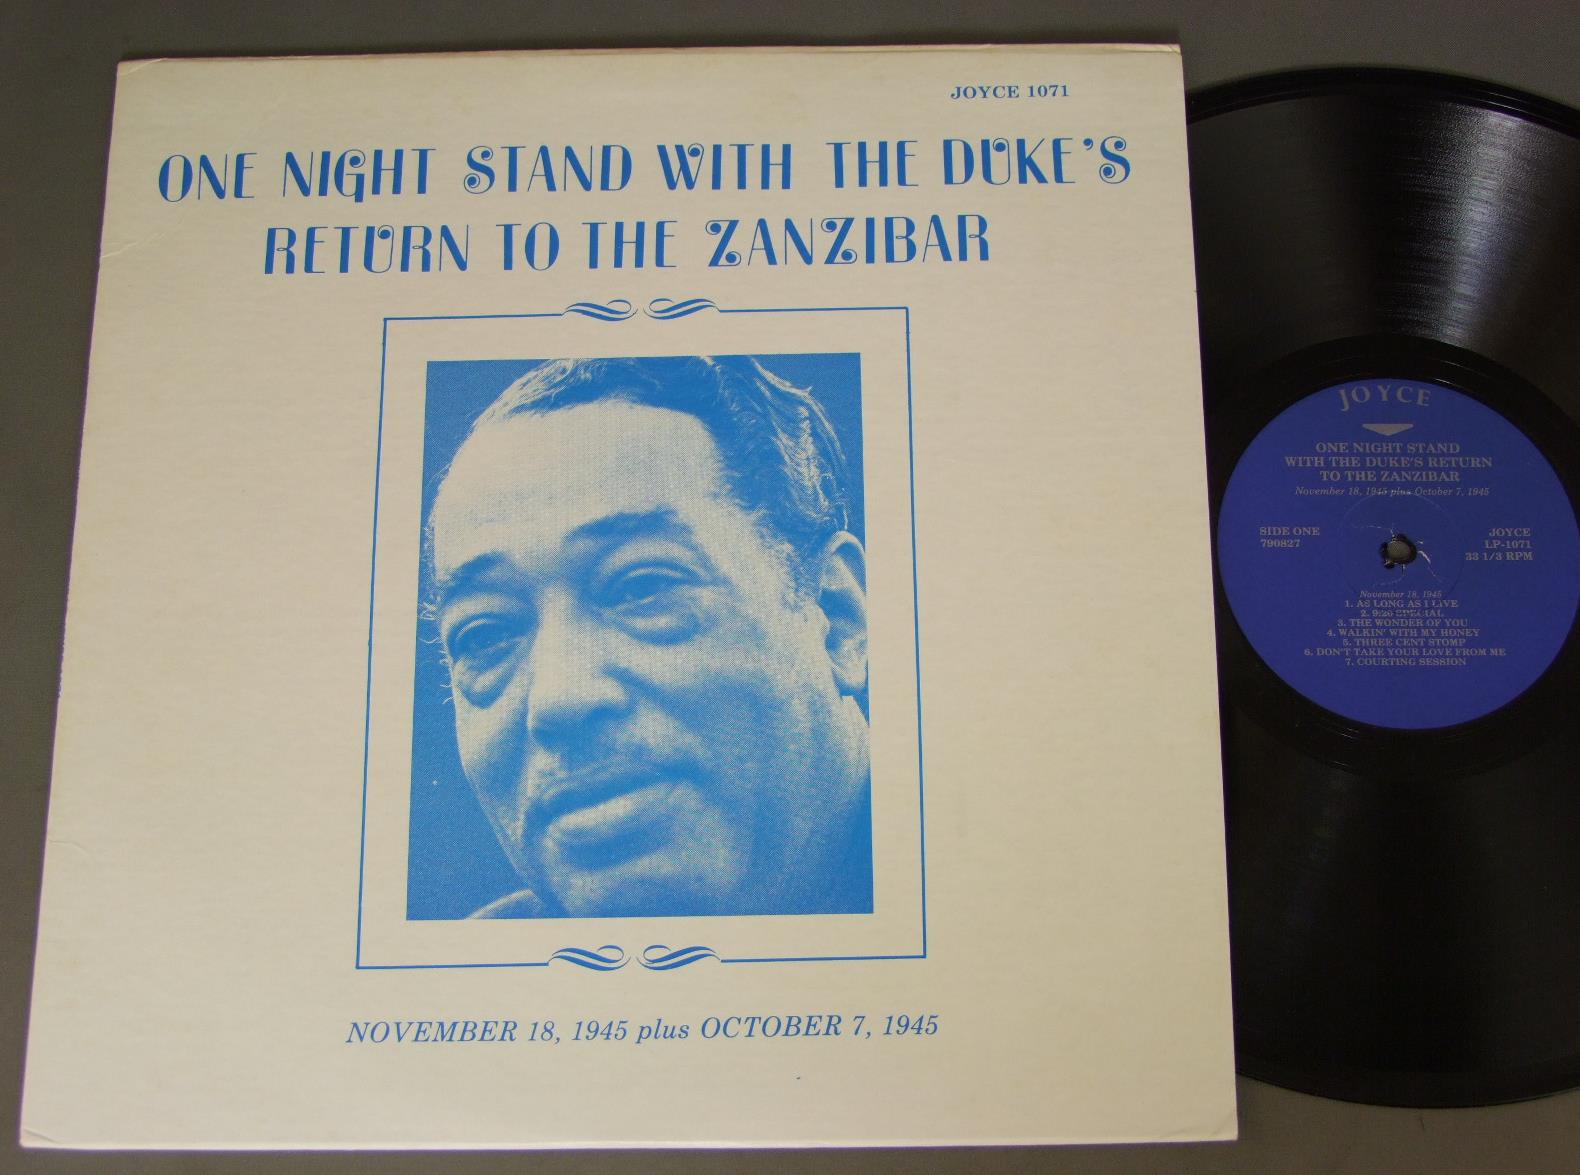 JOYCE 1071
ONE NIGHT STAND WITH THE DUKE'S
RETURN TO THE ZANZIBAR
NOVEMBER 18, 1945 plus OCTOBER 7, 1945
JOYCE
ONE NIGHT STAND
WITH THE DUKE'S RETURN
TO THE ZANZIBAR
November 18, 1945 plus October 7, 1945
SIDE ONE
790827
JOYCE
LP-1071
33 1/3 RPM
November 18, 1945
1. AS LONG AS I LIVE
2. 9:20 SPECIAL
3. THE WONDER OF YOU
4. WALKIN' WITH MY HONEY
5. THREE CENT STOMP
6. DON'T TAKE YOUR LOVE FROM ME
7. COURTING SESSION